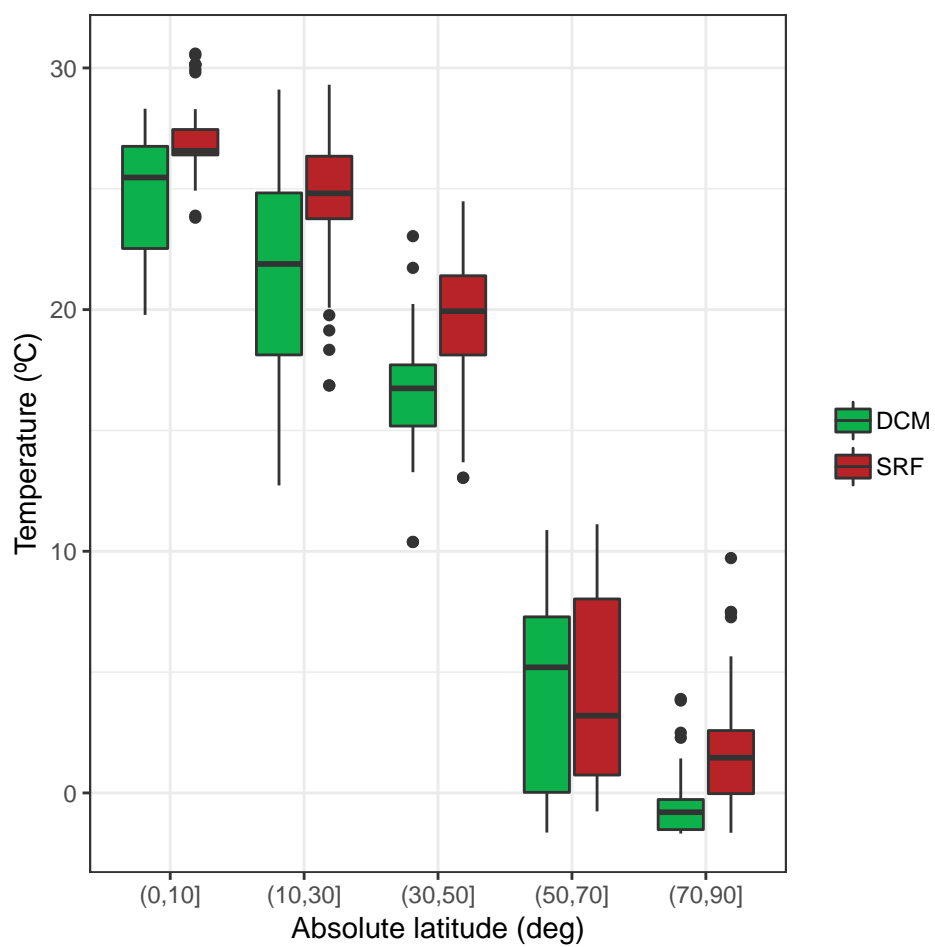 Temperature (ºC)
30
20
10
0
(0,10]
(10,30]
(30,50]
(50,70]
(70,90]
Absolute latitude (deg)
DCM
SRF